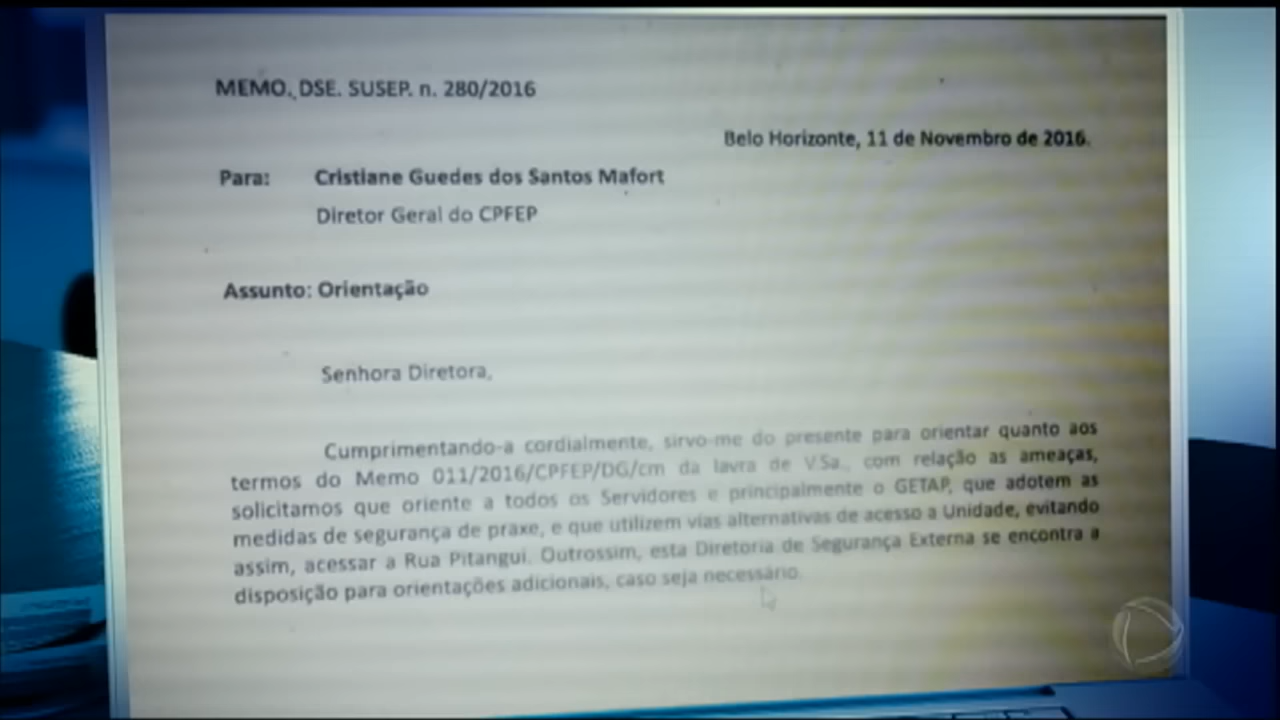 MEMO. DSE. SUSEP. n. 280/2016
Belo Horizonte, 11 de Novembro de 2016.
Para: Cristiane Guedes dos Santos Mafort
Diretor Geral do CPFEP
Assunto: Orientação
Senhora Diretora,
Cumprimentando-a cordialmente, sirvo-me do presente para orientar quanto aos
termos do Memo 011/2016/CPFEP/DG/cm da lavra de V.Sa., com relação as ameaças,
solicitamos que oriente a todos os Servidores e principalmente o GETAP, que adotem as
medidas de segurança de praxe, e que utilizem vias alternativas de acesso a Unidade, evitando
assim, acessar a Rua Pitangui. Outrossim, esta Diretoria de Segurança Externa se encontra a
disposição para orientações adicionais, caso seja necessário.